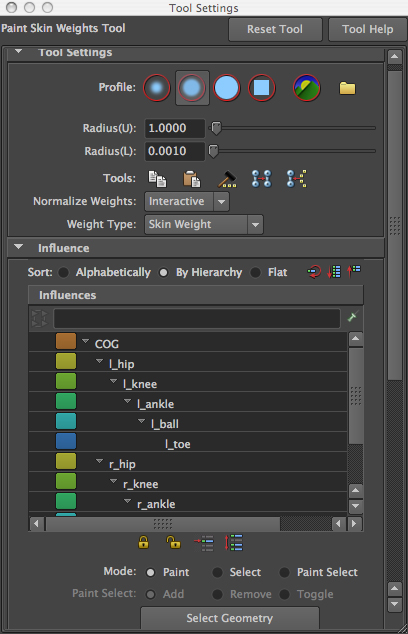 Tool Settings
Paint Skin Weights Tool Reset Tool Tool Help
Tool Settings
Profile:
Radius(U): 1.0000
Radius(L): 0.0010
Tools:
Normalize Weights: Interactive
Weight Type: Skin Weight
Influence
Sort: Alphabetically By Hierarchy Flat
Influences
COG
l_hip
l_knee
l_ankle
l_ball
l_toe
r_hip
r_knee
r_ankle
Mode: Paint Select Paint Select
Paint Select: Add Remove Toggle
Select Geometry